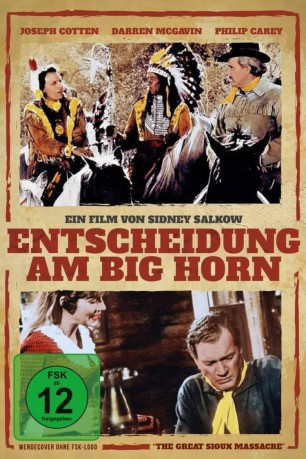 JOSEPH COTTEN DARREN MCGAVIN PHILIP CAREY
EIN FILM VON SIDNEY SALKOW
ENTSCHEIDUNG
AM BIG HORN
FSK
ab
12
WENDECOVER OHNE FSK-LOGO
"THE GREAT SIOUX MASSACRE"